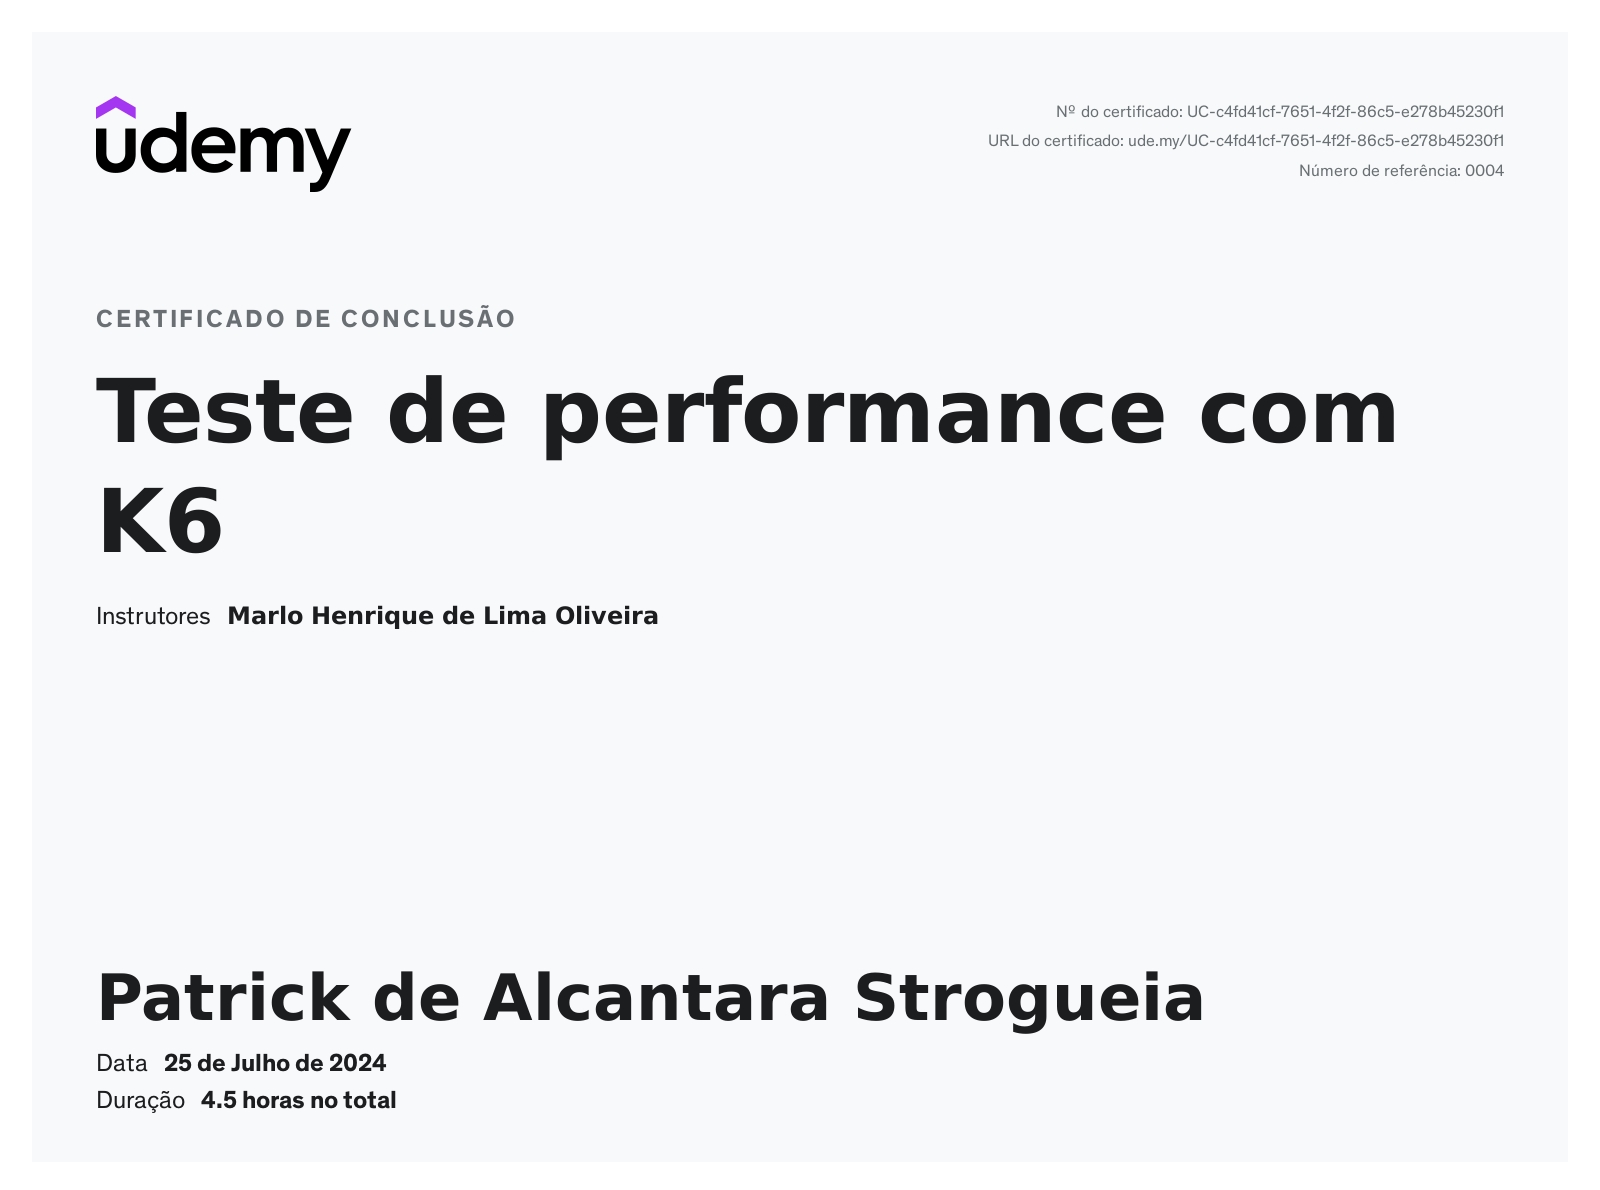 udemy
Nº do certificado: UC-c4fd41cf-7651-4f2f-86c5-e278b45230f1
URL do certificado: ude.my/UC-c4fd41cf-7651-4f2f-86c5-e278b45230f1
Número de referência: 0004
CERTIFICADO DE CONCLUSÃO
Teste de performance com
K6
Instrutores Marlo Henrique de Lima Oliveira
Patrick de Alcantara Strogueia
Data 25 de Julho de 2024
Duração 4.5 horas no total